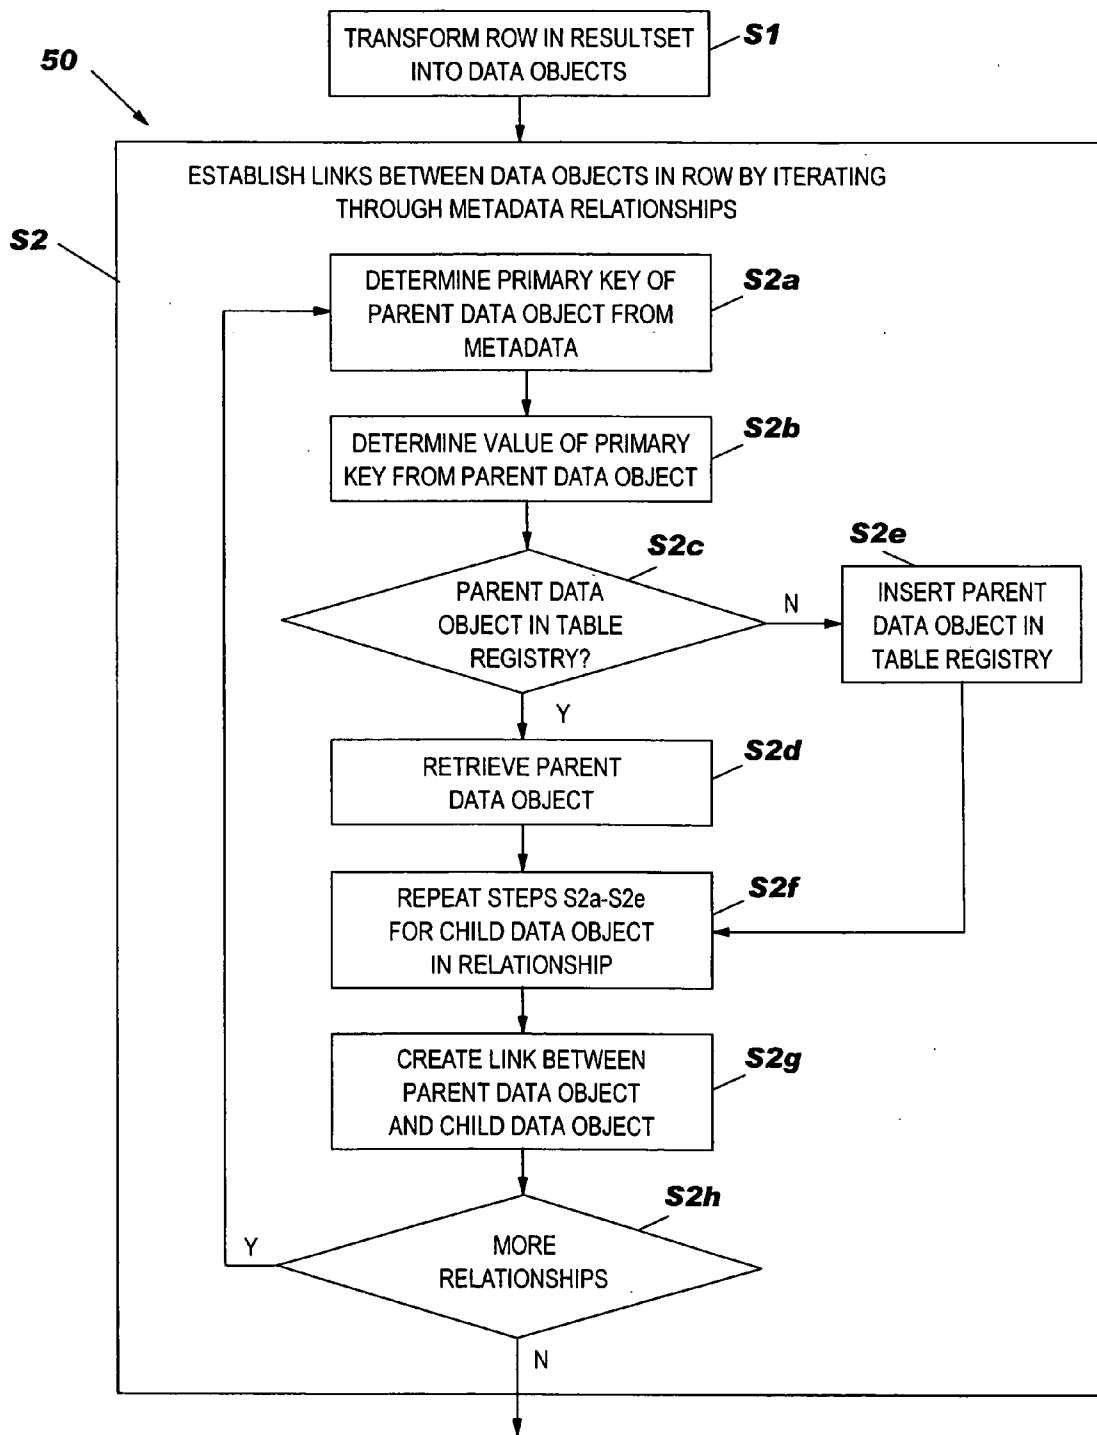 TRANSFORM ROW IN RESULTSET
INTO DATA OBJECTS
S1
50
ESTABLISH LINKS BETWEEN DATA OBJECTS IN ROW BY ITERATING
THROUGH METADATA RELATIONSHIPS
S2
DETERMINE PRIMARY KEY OF
PARENT DATA OBJECT FROM
METADATA
S2a
DETERMINE VALUE OF PRIMARY
KEY FROM PARENT DATA OBJECT
S2b
PARENT DATA
OBJECT IN TABLE
REGISTRY?
S2c
N
Y
INSERT PARENT
DATA OBJECT IN
TABLE REGISTRY
S2e
RETRIEVE PARENT
DATA OBJECT
S2d
REPEAT STEPS S2a-S2e
FOR CHILD DATA OBJECT
IN RELATIONSHIP
S2f
CREATE LINK BETWEEN
PARENT DATA OBJECT
AND CHILD DATA OBJECT
S2g
MORE
RELATIONSHIPS
S2h
Y
N